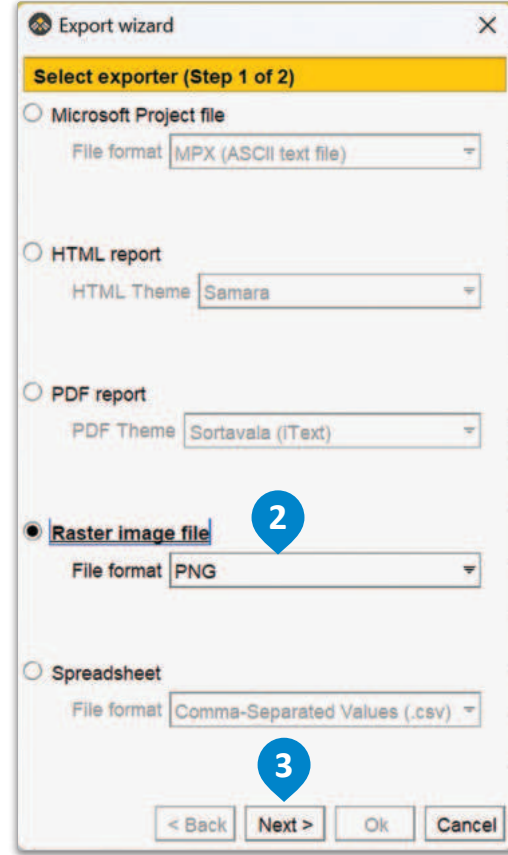 Export wizard
Select exporter (Step 1 of 2)
Microsoft Project file
File format MPX (ASCII text file)
HTML report
HTML Theme Samara
PDF report
PDF Theme Sortavala (iText)
2
Raster image file
File format PNG
Spreadsheet
File format Comma-Separated Values (.csv)
3
< Back Next > Ok Cancel